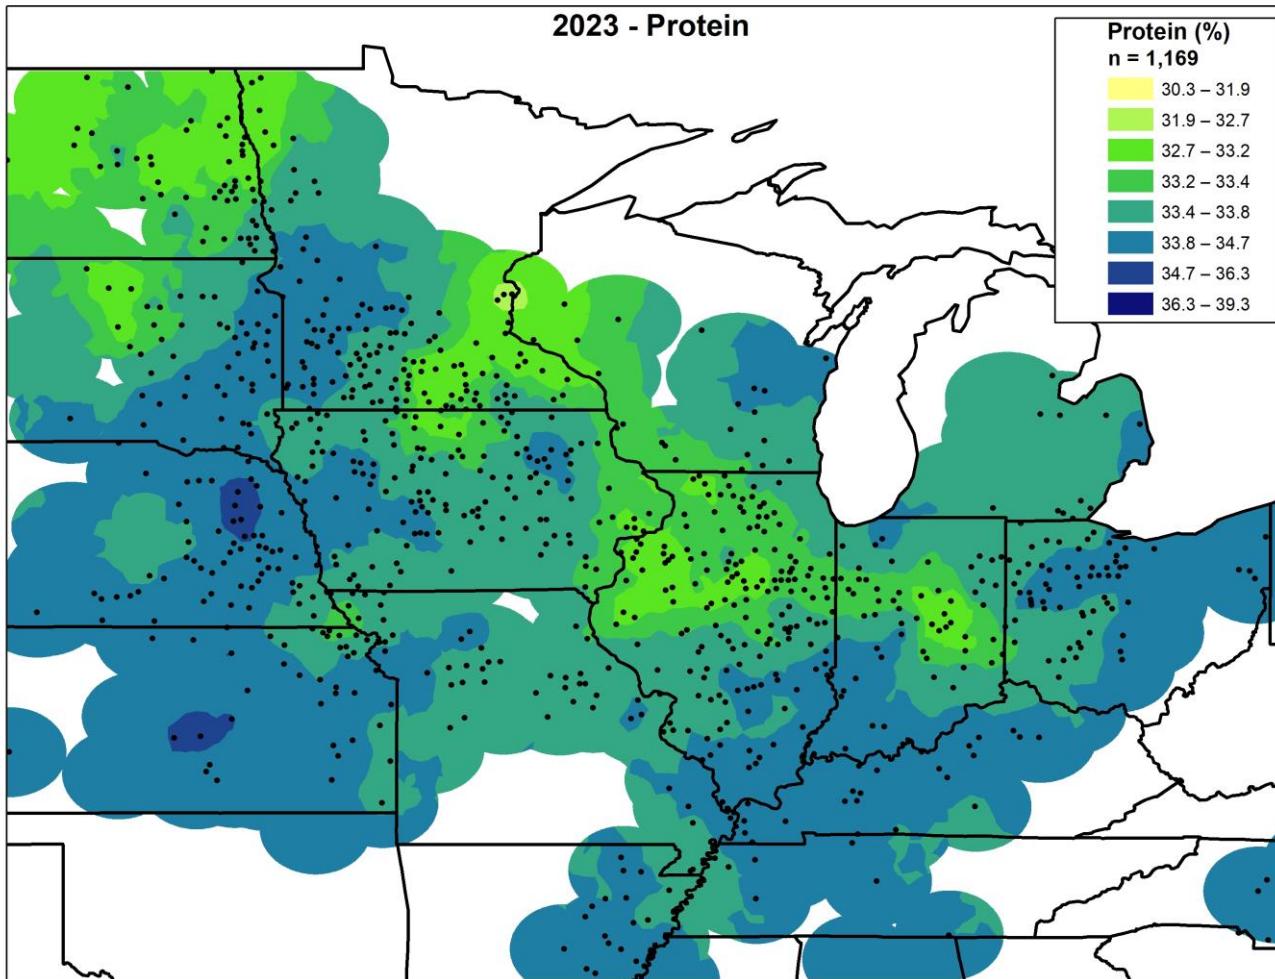 2023 - Protein
Protein (%)
n = 1,169
30.3 – 31.9
31.9 – 32.7
32.7 – 33.2
33.2 – 33.4
33.4 – 33.8
33.8 – 34.7
34.7 – 36.3
36.3 – 39.3